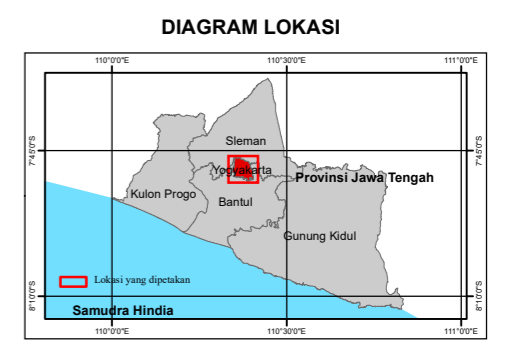 DIAGRAM LOKASI
110°0'0"E 110°30'0"E 111°0'0"E
7°45'0"S 7°45'0"S
Sleman
Yogyakarta
Provinsi Jawa Tengah
Kulon Progo
Bantul
Gunung Kidul
Lokasi yang dipetakan
8°10'0"S 8°10'0"S
Samudra Hindia
110°0'0"E 110°30'0"E 111°0'0"E